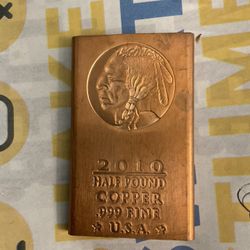 2010
HALF POUND
COPPER
.999 FINE
★ U.S.A. ★